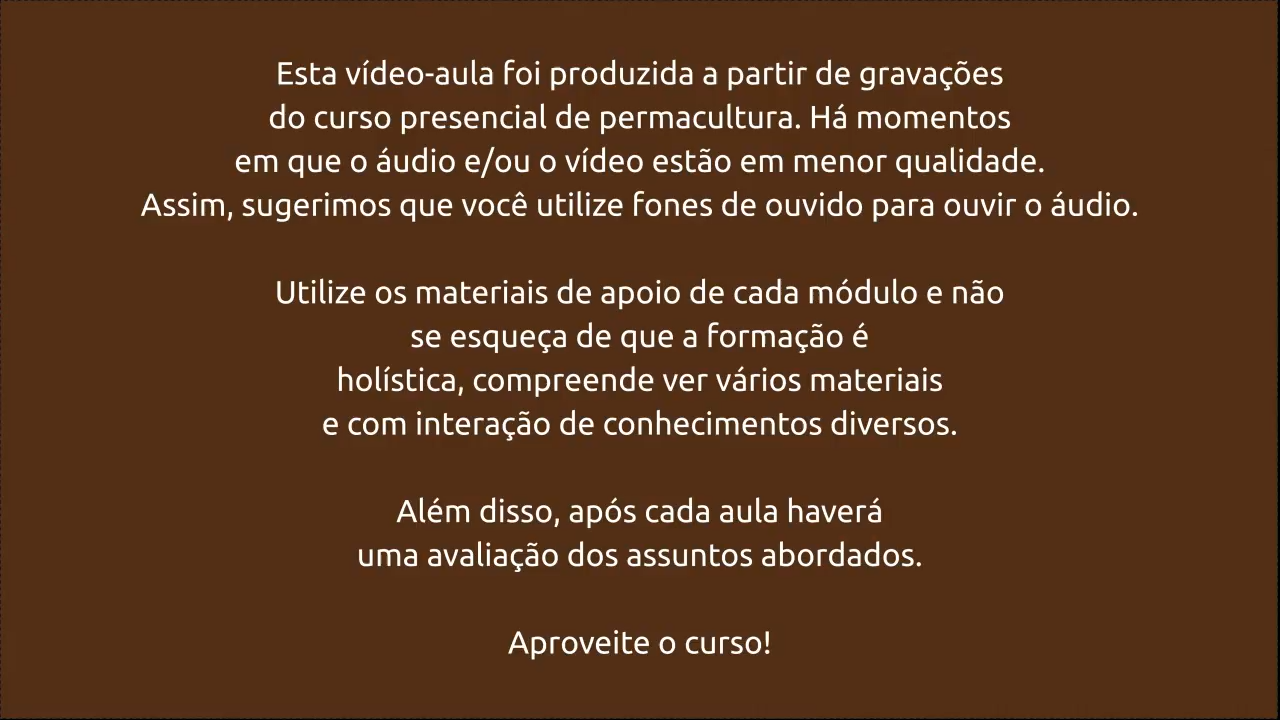 Esta vídeo-aula foi produzida a partir de gravações
do curso presencial de permacultura. Há momentos
em que o áudio e/ou o vídeo estão em menor qualidade.
Assim, sugerimos que você utilize fones de ouvido para ouvir o áudio.
Utilize os materiais de apoio de cada módulo e não
se esqueça de que a formação é
holística, compreende ver vários materiais
e com interação de conhecimentos diversos.
Além disso, após cada aula haverá
uma avaliação dos assuntos abordados.
Aproveite o curso!